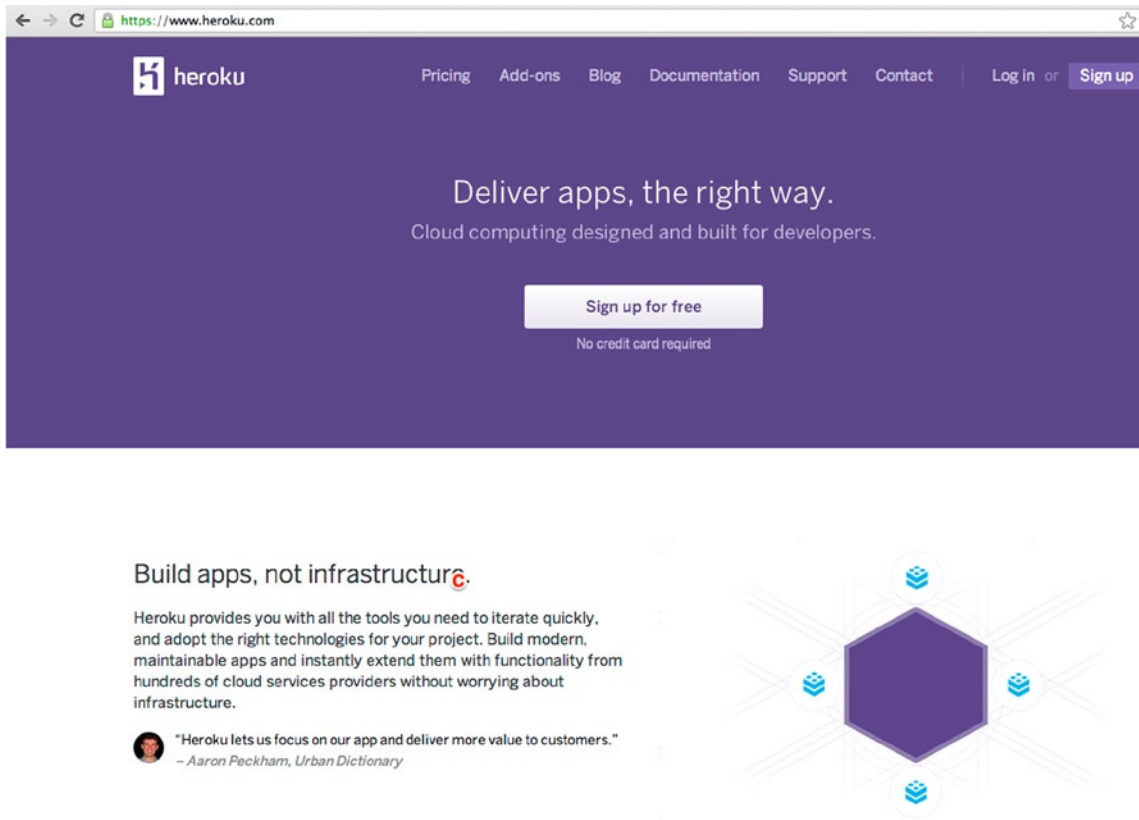 https://www.heroku.com
heroku
Pricing Add-ons Blog Documentation Support Contact Log in or Sign up
Deliver apps, the right way.
Cloud computing designed and built for developers.
Sign up for free
No credit card required
Build apps, not infrastructure.
C
Heroku provides you with all the tools you need to iterate quickly,
and adopt the right technologies for your project. Build modern,
maintainable apps and instantly extend them with functionality from
hundreds of cloud services providers without worrying about
infrastructure.
"Heroku lets us focus on our app and deliver more value to customers."
– Aaron Peckham, Urban Dictionary